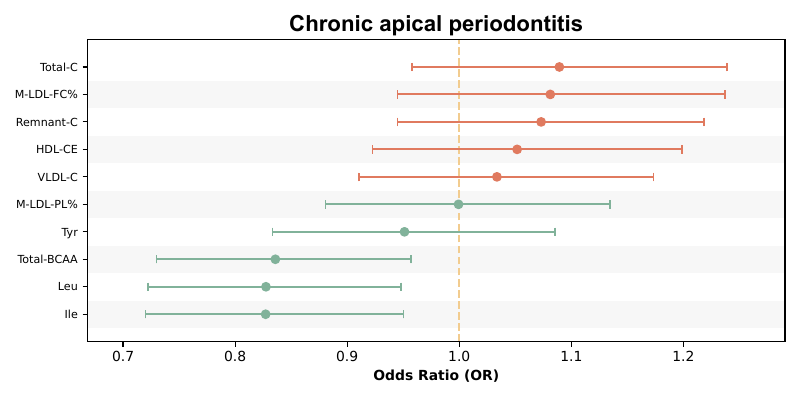 Chronic apical periodontitis
Total-C
M-LDL-FC%
Remnant-C
HDL-CE
VLDL-C
M-LDL-PL%
Tyr
Total-BCAA
Leu
Ile
0.7 0.8 0.9 1.0 1.1 1.2
Odds Ratio (OR)